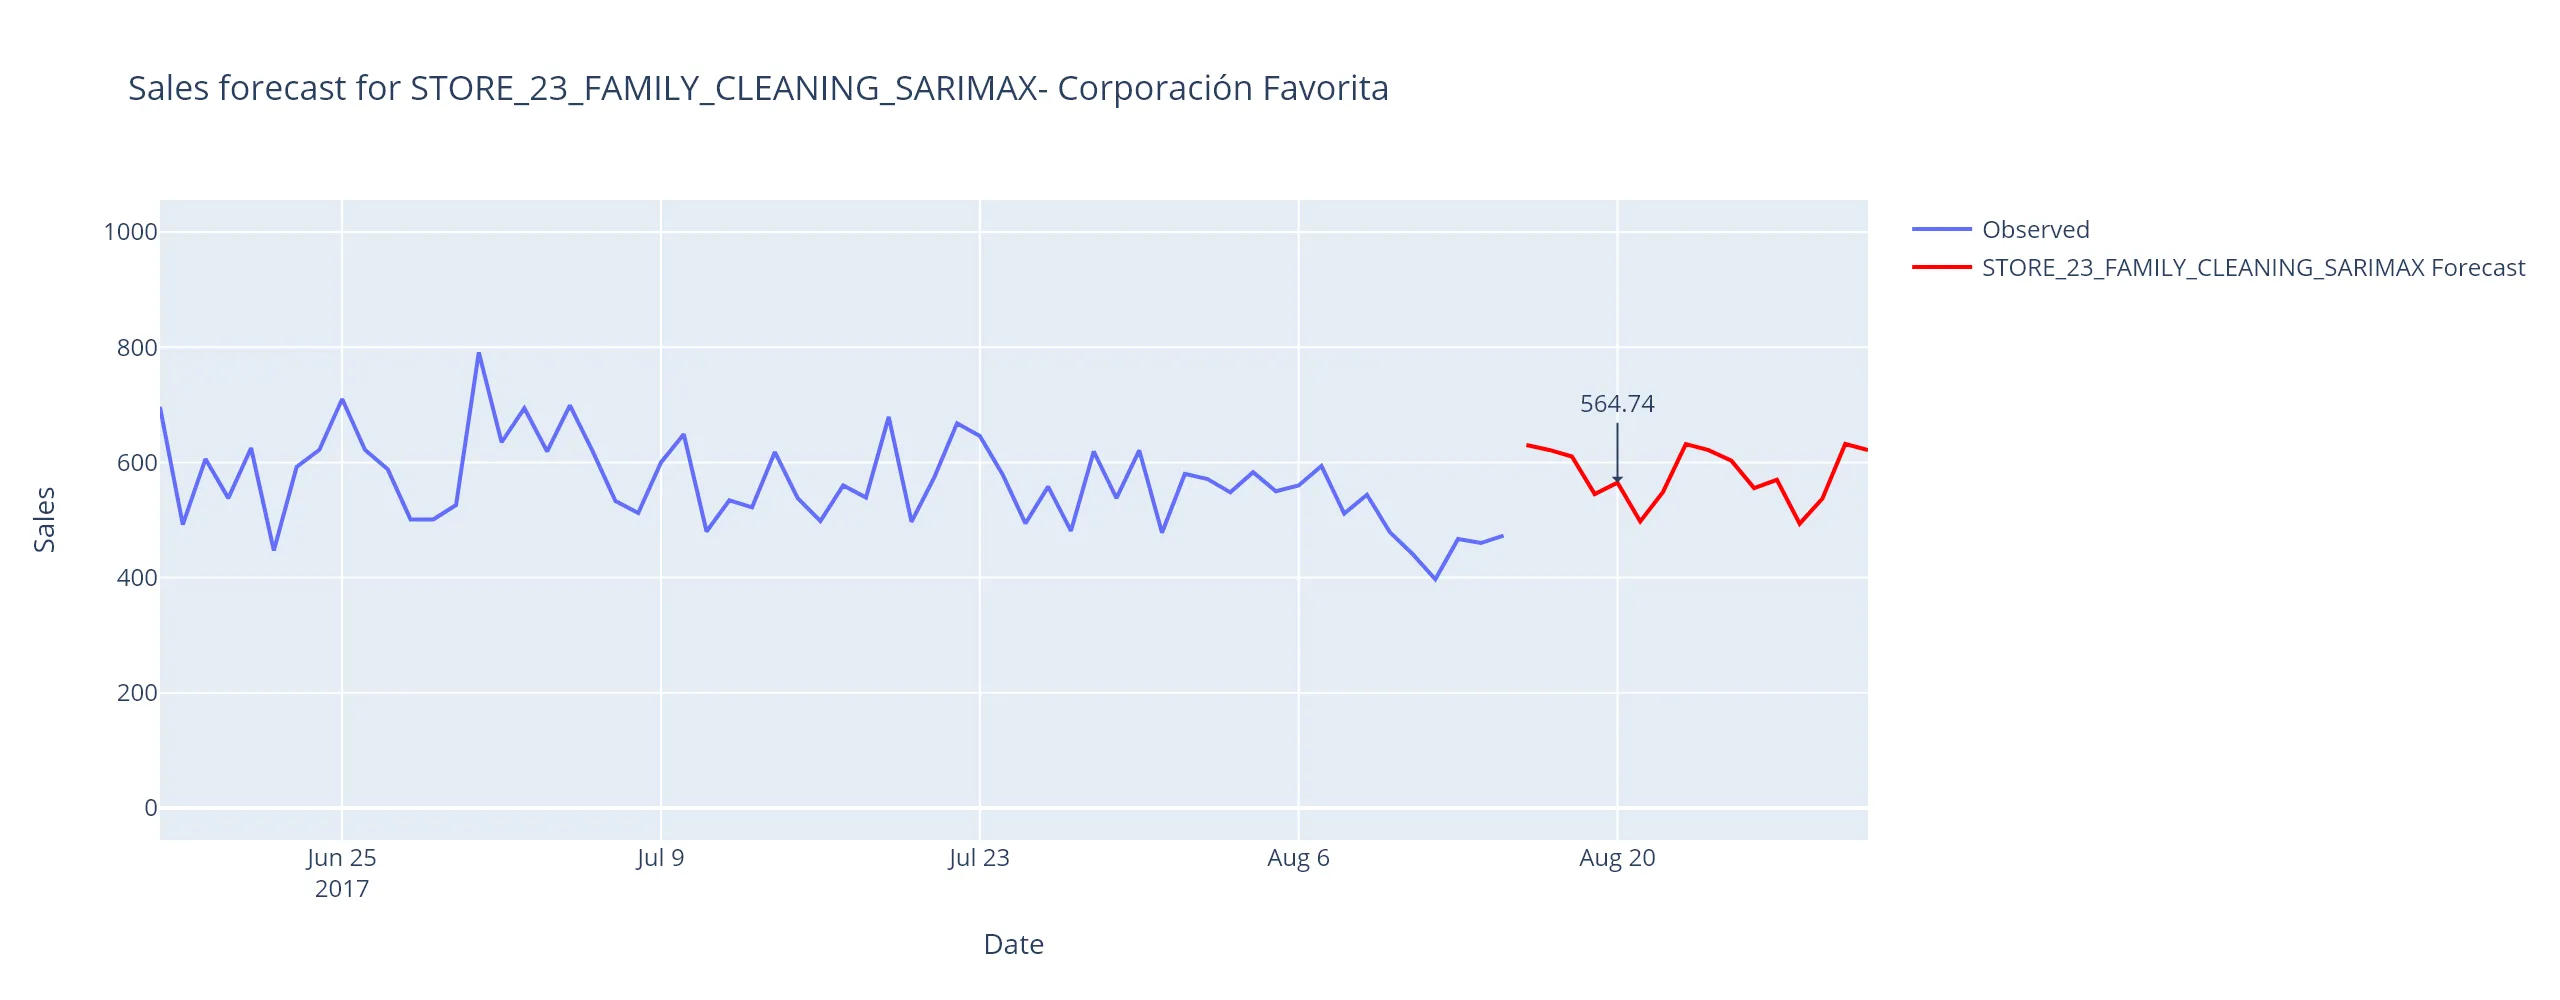 Sales forecast for STORE_23_FAMILY_CLEANING_SARIMAX- Corporación Favorita
1000
800
600
400
200
0
Sales
Observed
STORE_23_FAMILY_CLEANING_SARIMAX Forecast
564.74
Jun 25
2017
Jul 9
Jul 23
Aug 6
Aug 20
Date